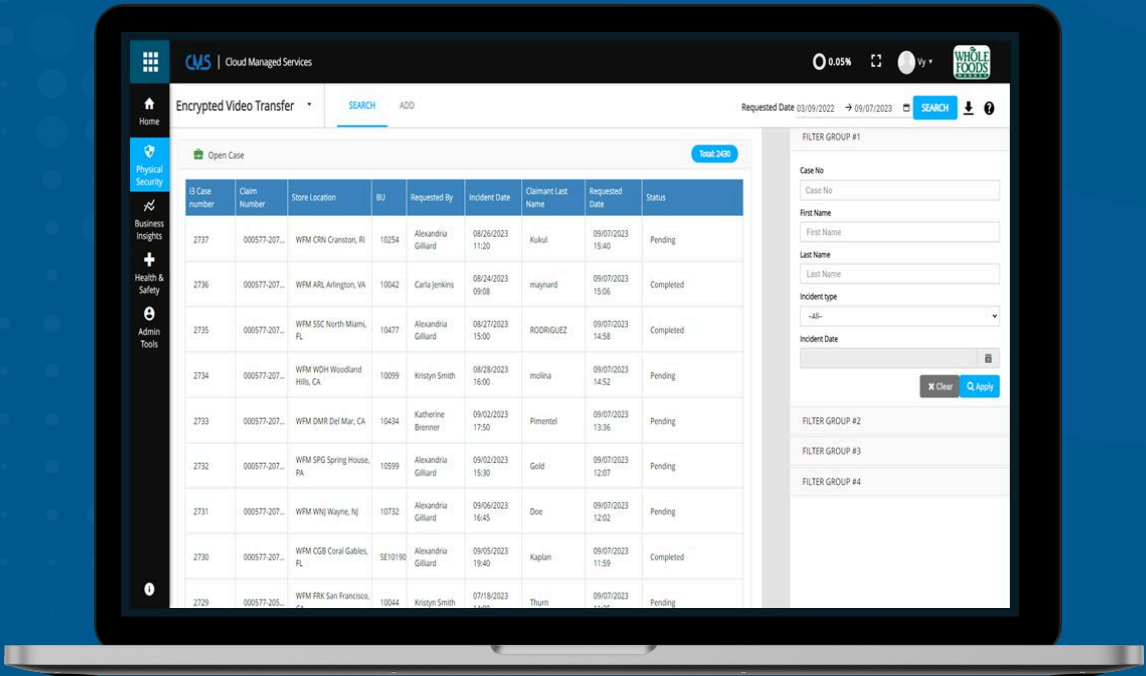 CMS | Cloud Managed Services
0.05%
Vy
WHOLE
FOODS
MARKET
Home
Physical
Security
Business
Insights
Health &
Safety
Admin
Tools
Encrypted Video Transfer
SEARCH
ADD
Requested Date 03/09/2022 → 09/07/2023
SEARCH
Open Case
Total: 2430
i3 Case number Claim Number Store Location BU Requested By Incident Date Claimant Last Name Requested Date Status
2737 000577-207... WFM CRN Cranston, RI 10254 Alexandria Gilliard 08/26/2023 11:20 Kukul 09/07/2023 15:40 Pending
2736 000577-207... WFM ARL Arlington, VA 10042 Carla Jenkins 08/24/2023 09:08 maynard 09/07/2023 15:06 Completed
2735 000577-207... WFM SSC North Miami, FL 10477 Alexandria Gilliard 08/27/2023 15:00 RODRIGUEZ 09/07/2023 14:58 Completed
2734 000577-207... WFM WDH Woodland Hills, CA 10099 Kristyn Smith 08/28/2023 16:00 molina 09/07/2023 14:52 Pending
2733 000577-207... WFM DMR Del Mar, CA 10434 Katherine Brenner 09/02/2023 17:50 Pimentel 09/07/2023 13:36 Pending
2732 000577-207... WFM SPG Spring House, PA 10599 Alexandria Gilliard 09/02/2023 15:30 Gold 09/07/2023 12:07 Pending
2731 000577-207... WFM WNJ Wayne, NJ 10732 Alexandria Gilliard 09/06/2023 16:45 Doe 09/07/2023 12:02 Pending
2730 000577-207... WFM CGB Coral Gables, FL SE10190 Alexandria Gilliard 09/05/2023 19:40 Kaplan 09/07/2023 11:59 Completed
2729 000577-205... WFM FRK San Francisco, 10044 Kristyn Smith 07/18/2023 Thurn 09/07/2023 Pending
FILTER GROUP #1
Case No
Case No
First Name
First Name
Last Name
Last Name
Incident type
--All--
Incident Date
Clear
Apply
FILTER GROUP #2
FILTER GROUP #3
FILTER GROUP #4